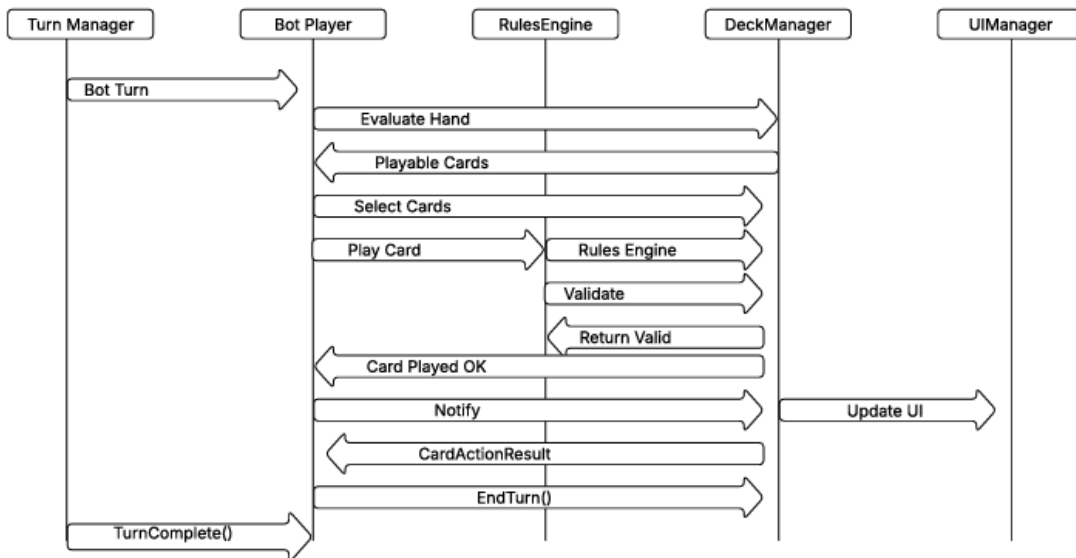 Turn Manager
Bot Player
RulesEngine
DeckManager
UIManager
Bot Turn
Evaluate Hand
Playable Cards
Select Cards
Play Card
Rules Engine
Validate
Return Valid
Card Played OK
Notify
Update UI
CardActionResult
EndTurn()
TurnComplete()